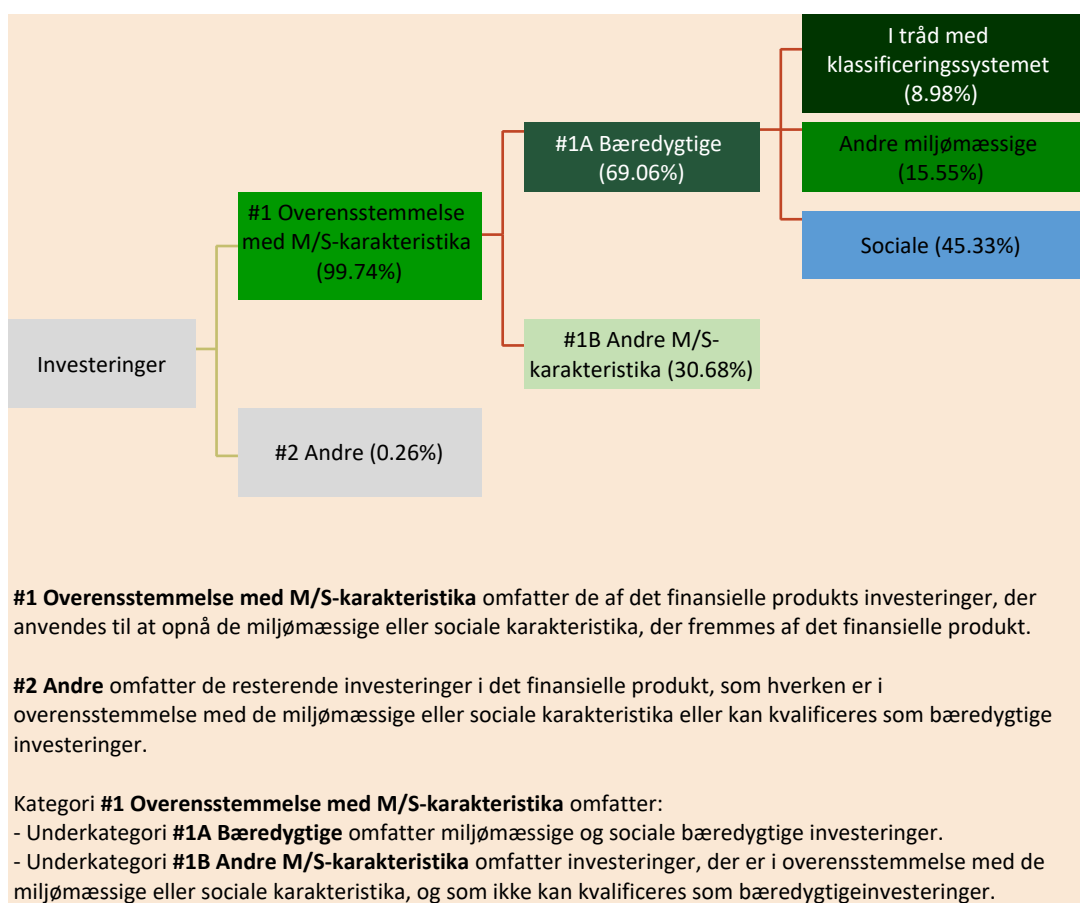 I tråd med
klassificeringssystemet
(8.98%)
#1A Bæredygtige
(69.06%)
Andre miljømæssige
(15.55%)
#1 Overensstemmelse
med M/S-karakteristika
(99.74%)
Sociale (45.33%)
Investeringer
#1B Andre M/S-
karakteristika (30.68%)
#2 Andre (0.26%)
#1 Overensstemmelse med M/S-karakteristika omfatter de af det finansielle produkts investeringer, der
anvendes til at opnå de miljømæssige eller sociale karakteristika, der fremmes af det finansielle produkt.
#2 Andre omfatter de resterende investeringer i det finansielle produkt, som hverken er i
overensstemmelse med de miljømæssige eller sociale karakteristika eller kan kvalificeres som bæredygtige
investeringer.
Kategori #1 Overensstemmelse med M/S-karakteristika omfatter:
- Underkategori #1A Bæredygtige omfatter miljømæssige og sociale bæredygtige investeringer.
- Underkategori #1B Andre M/S-karakteristika omfatter investeringer, der er i overensstemmelse med de
miljømæssige eller sociale karakteristika, og som ikke kan kvalificeres som bæredygtigeinvesteringer.